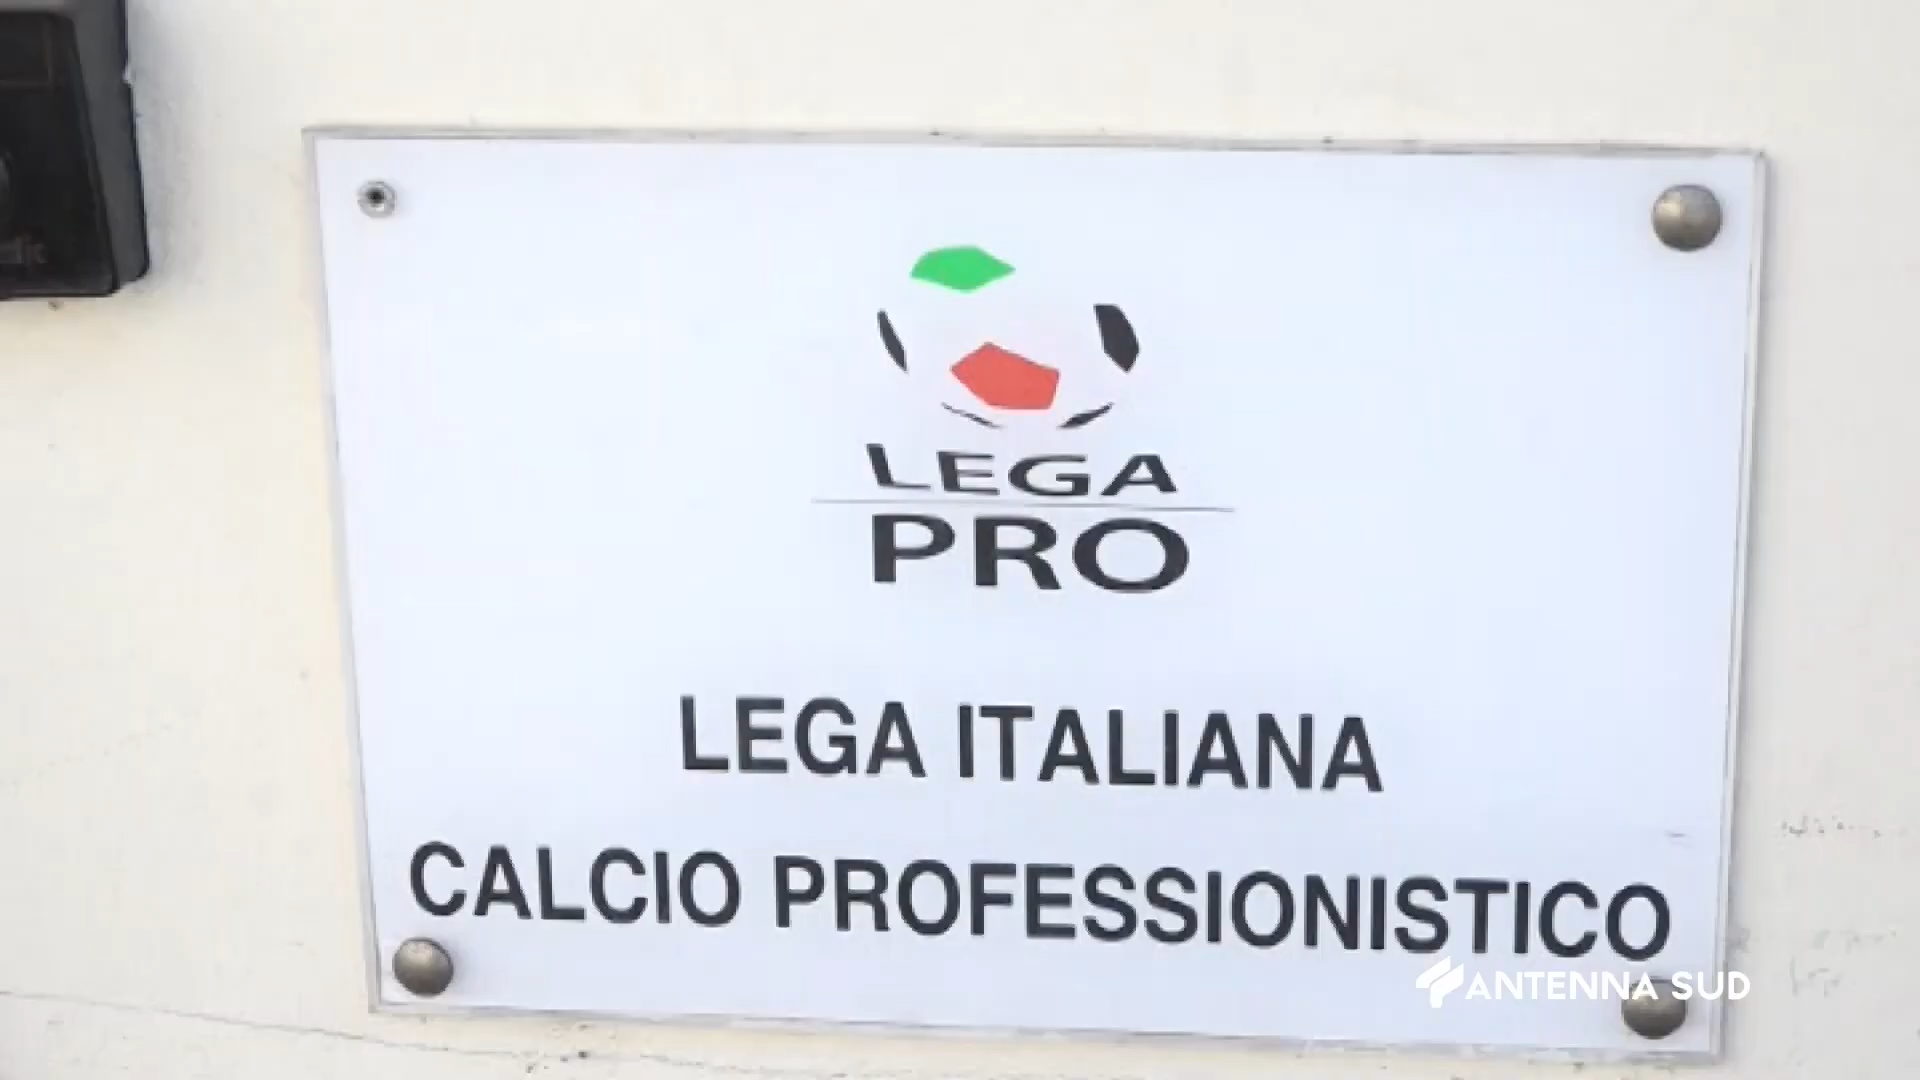 LEGA
PRO
LEGA ITALIANA
CALCIO PROFESSIONISTICO
ANTENNA SUD